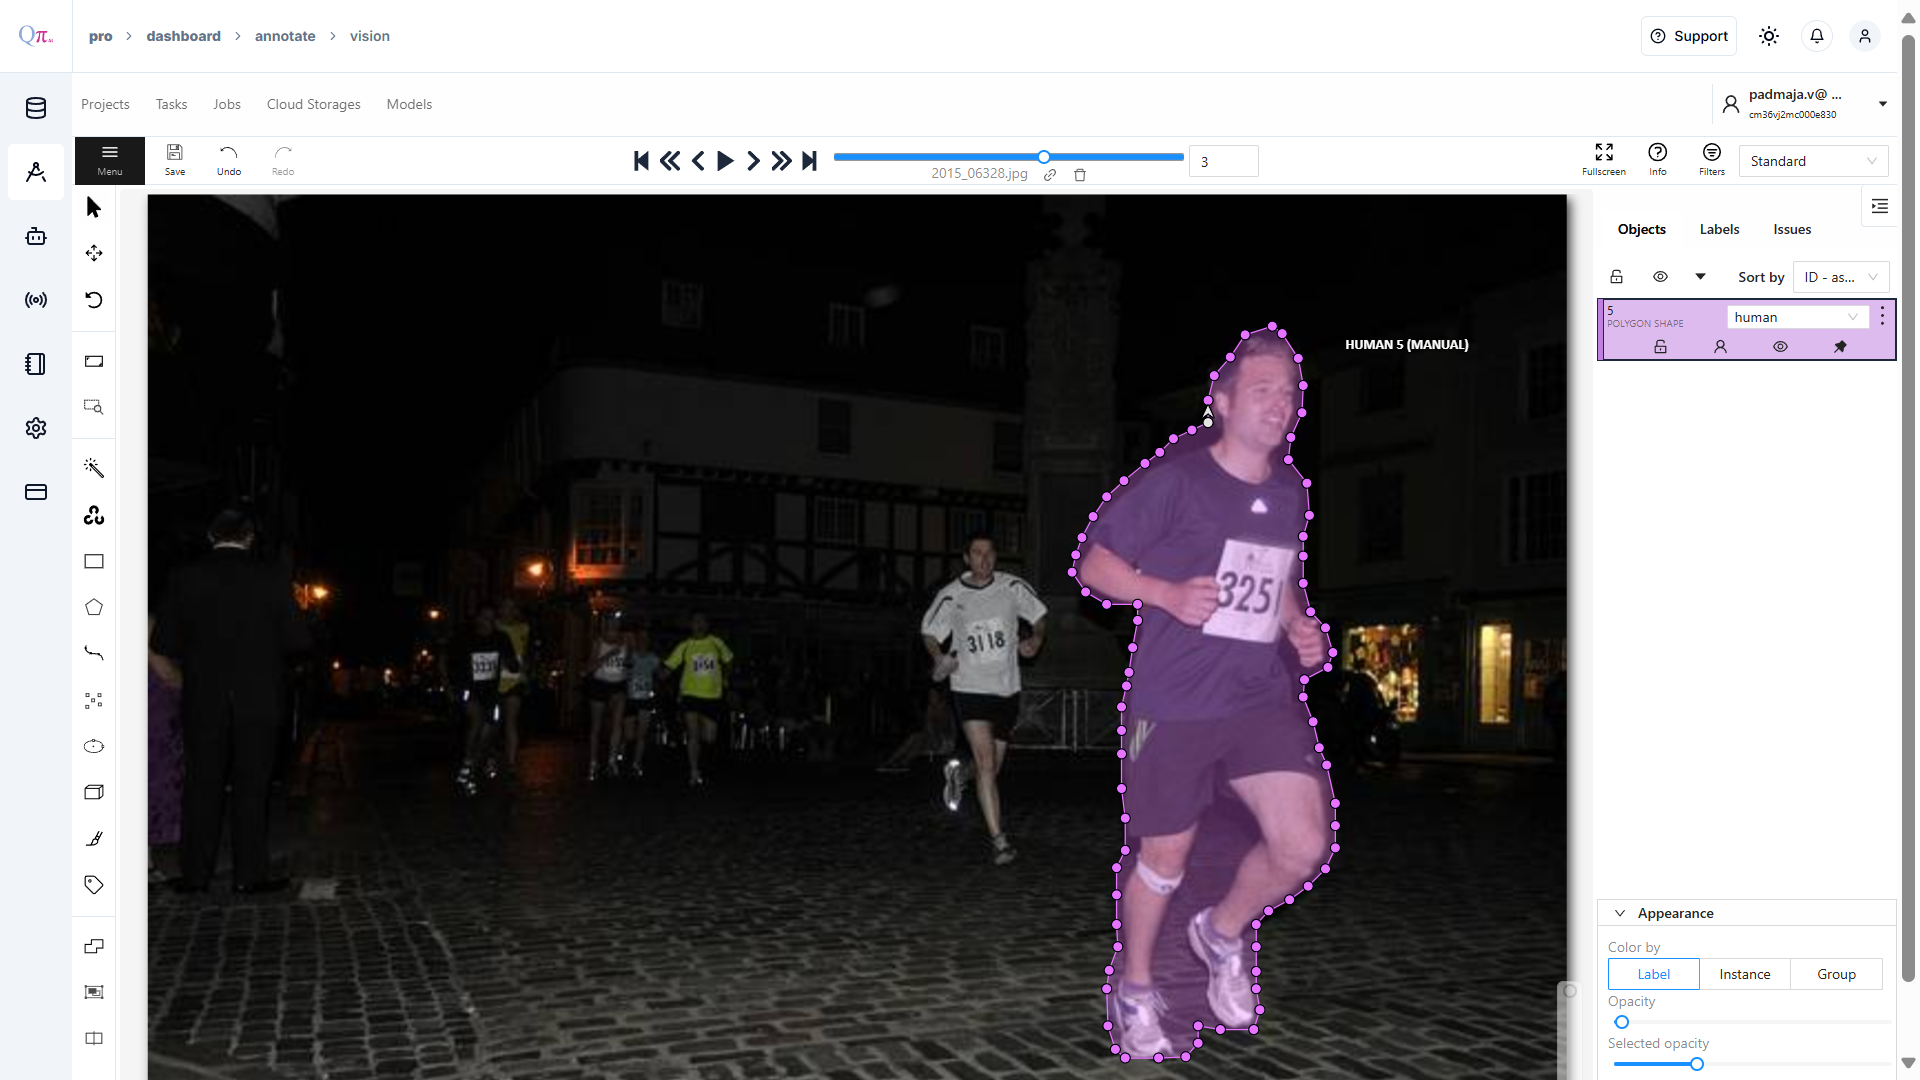 Qπ AI
pro > dashboard > annotate > vision
Support
Projects
Tasks
Jobs
Cloud Storages
Models
padmaja.v@ ...
cm36vj2mc000e830
Menu
Save
Undo
Redo
2015_06328.jpg
3
Fullscreen
Info
Filters
Standard
Objects
Labels
Issues
Sort by
ID - as...
5
POLYGON SHAPE
human
HUMAN 5 (MANUAL)
3251
3118
Appearance
Color by
Label
Instance
Group
Opacity
Selected opacity